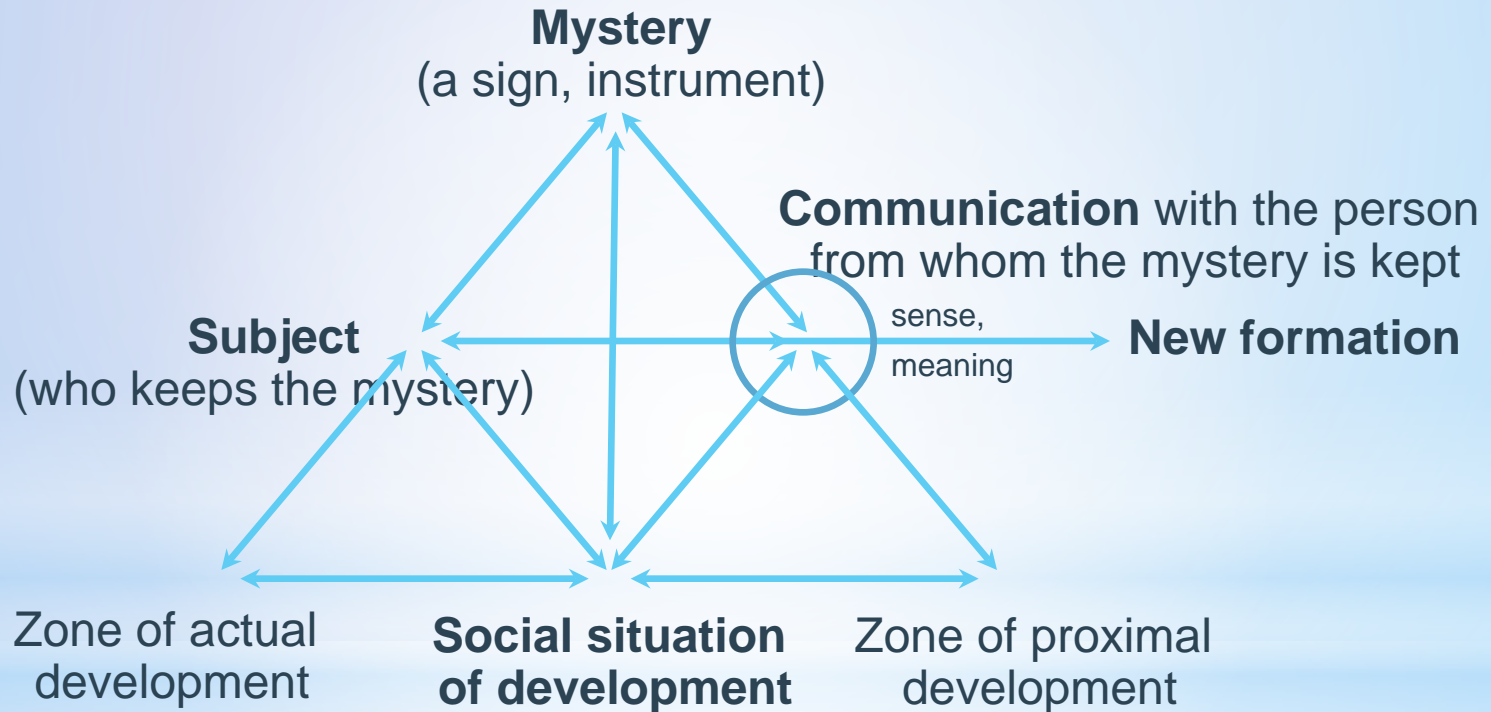 Mystery
(a sign, instrument)
Communication with the person
from whom the mystery is kept
sense,
meaning
Subject
(who keeps the mystery)
New formation
Zone of actual
development
Social situation
of development
Zone of proximal
development